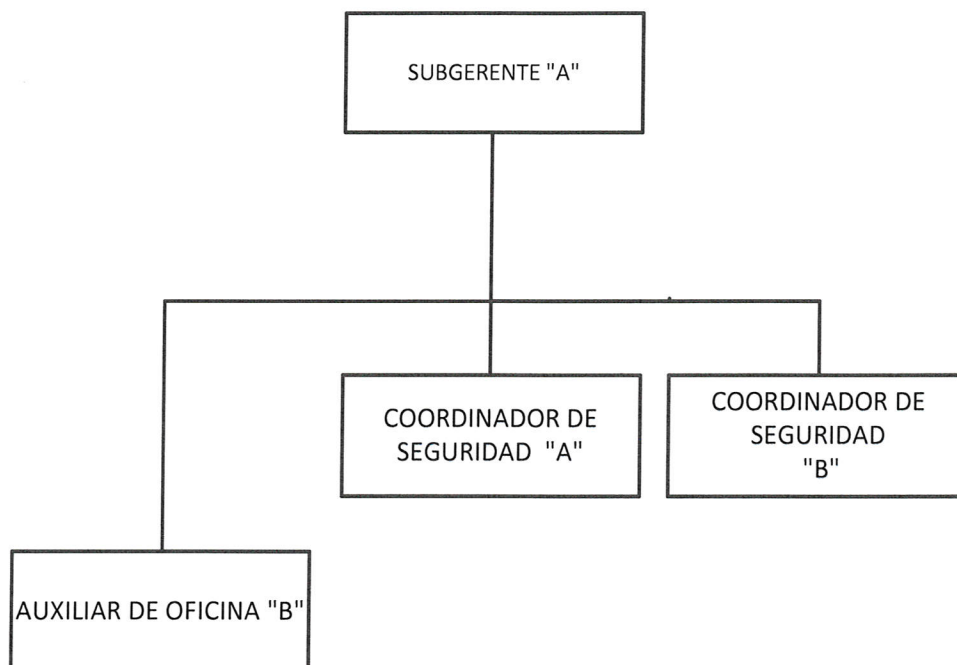 SUBGERENTE "A"
COORDINADOR DE
SEGURIDAD "A"
COORDINADOR DE
SEGURIDAD
"B"
AUXILIAR DE OFICINA "B"